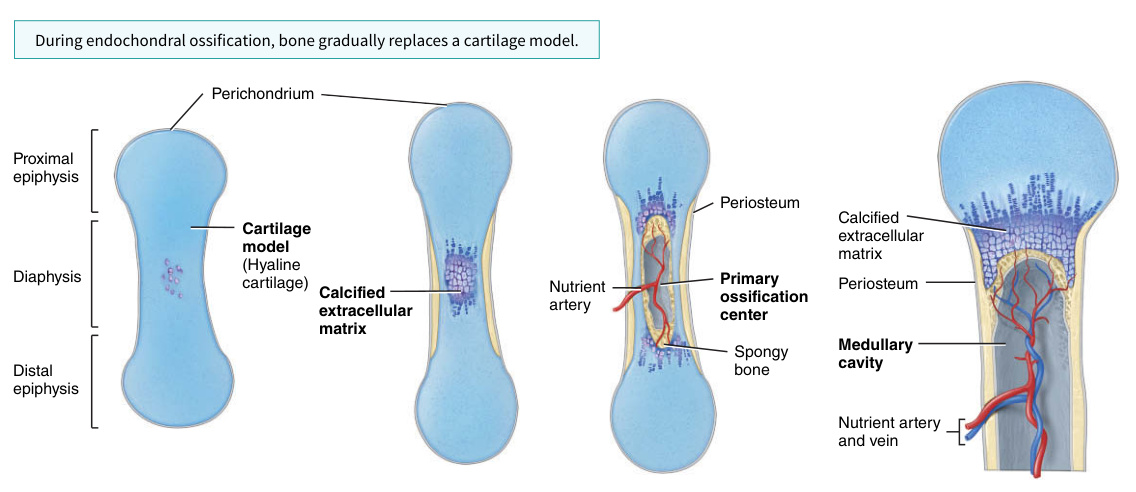 During endochondral ossification, bone gradually replaces a cartilage model.
Perichondrium
Proximal
epiphysis
Diaphysis
Distal
epiphysis
Cartilage
model
(Hyaline
cartilage)
Calcified
extracellular
matrix
Periosteum
Nutrient
artery
Primary
ossification
center
Spongy
bone
Calcified
extracellular
matrix
Periosteum
Medullary
cavity
Nutrient artery
and vein